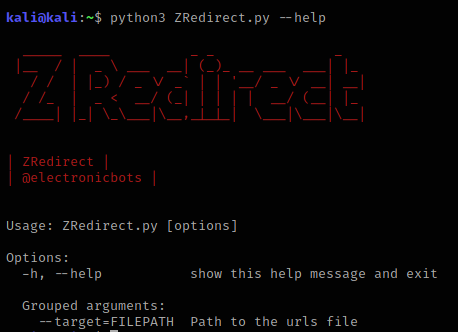 kali@kali:~$ python3 ZRedirect.py --help
ZRedirect
| ZRedirect |
| @electronicbots |
Usage: ZRedirect.py [options]
Options:
-h, --help show this help message and exit
Grouped arguments:
--target=FILEPATH Path to the urls file